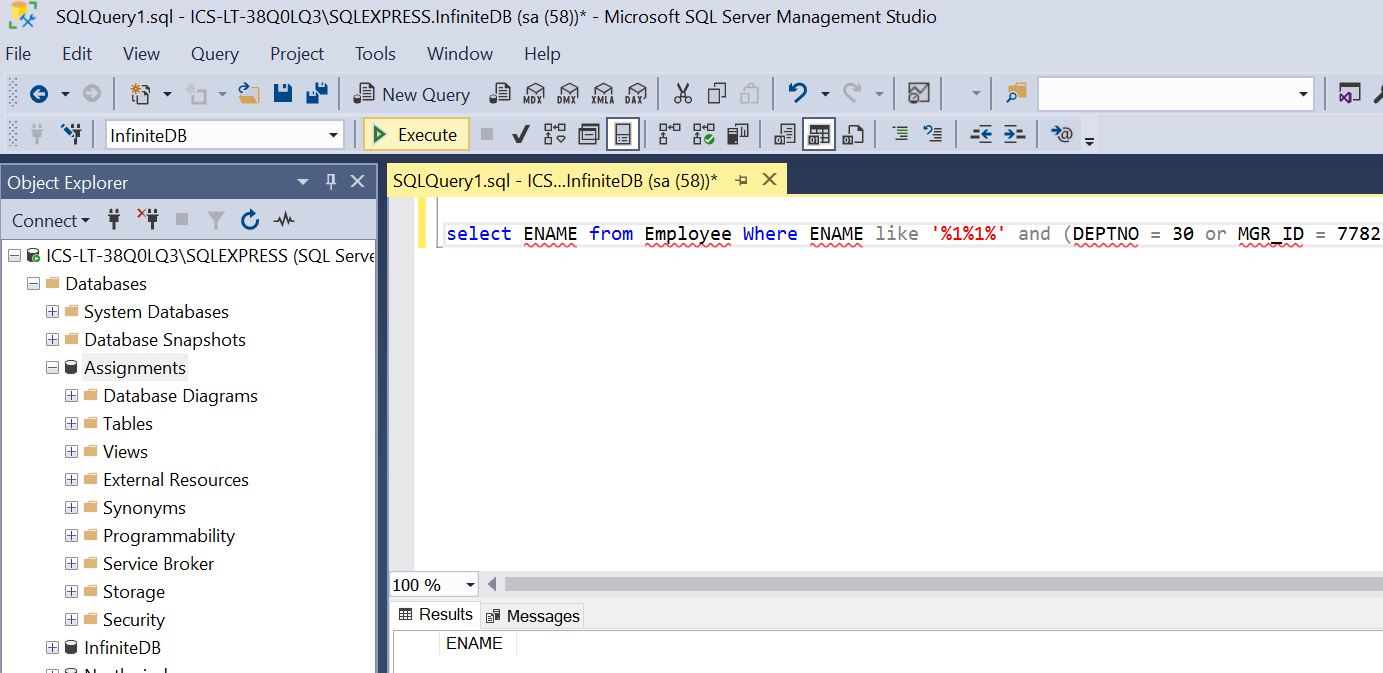 SQLQuery1.sql - ICS-LT-38Q0LQ3\SQLEXPRESS.InfiniteDB (sa (58))* - Microsoft SQL Server Management Studio
File Edit View Query Project Tools Window Help
New Query MDX DMX XMLA DAX
InfiniteDB Execute
Object Explorer
SQLQuery1.sql - ICS...InfiniteDB (sa (58))*
Connect
select ENAME from Employee Where ENAME like '%1%1%' and (DEPTNO = 30 or MGR_ID = 7782
ICS-LT-38Q0LQ3\SQLEXPRESS (SQL Serve
Databases
System Databases
Database Snapshots
Assignments
Database Diagrams
Tables
Views
External Resources
Synonyms
Programmability
Service Broker
Storage
Security
InfiniteDB
100 %
Results Messages
ENAME